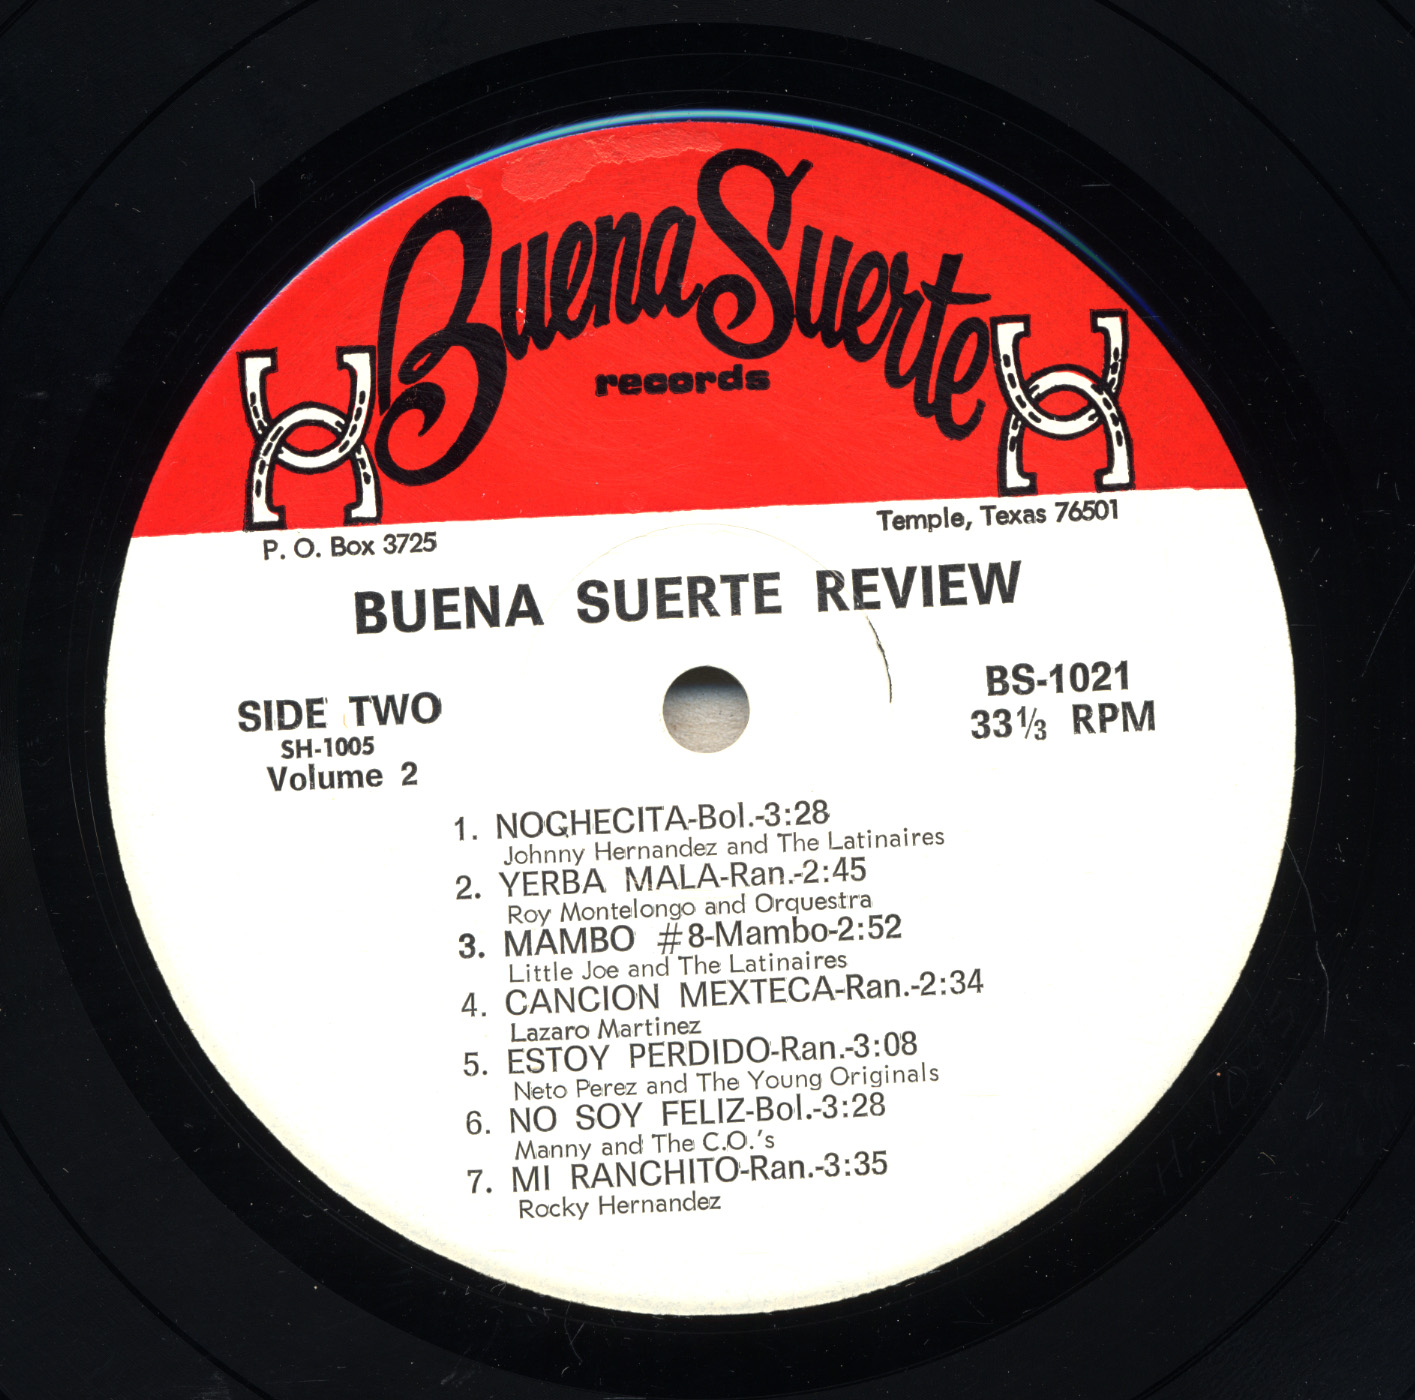 Buena Suerte
records
P. O. Box 3725
Temple, Texas 76501
BUENA SUERTE REVIEW
SIDE TWO
SH-1005
Volume 2
BS-1021
33⅓ RPM
1. NOGHECITA-Bol.-3:28
Johnny Hernandez and The Latinaires
2. YERBA MALA-Ran.-2:45
Roy Montelongo and Orquestra
3. MAMBO #8-Mambo-2:52
Little Joe and The Latinaires
4. CANCION MEXTECA-Ran.-2:34
Lazaro Martinez
5. ESTOY PERDIDO-Ran.-3:08
Neto Perez and The Young Originals
6. NO SOY FELIZ-Bol.-3:28
Manny and The C.O.'s
7. MI RANCHITO-Ran.-3:35
Rocky Hernandez